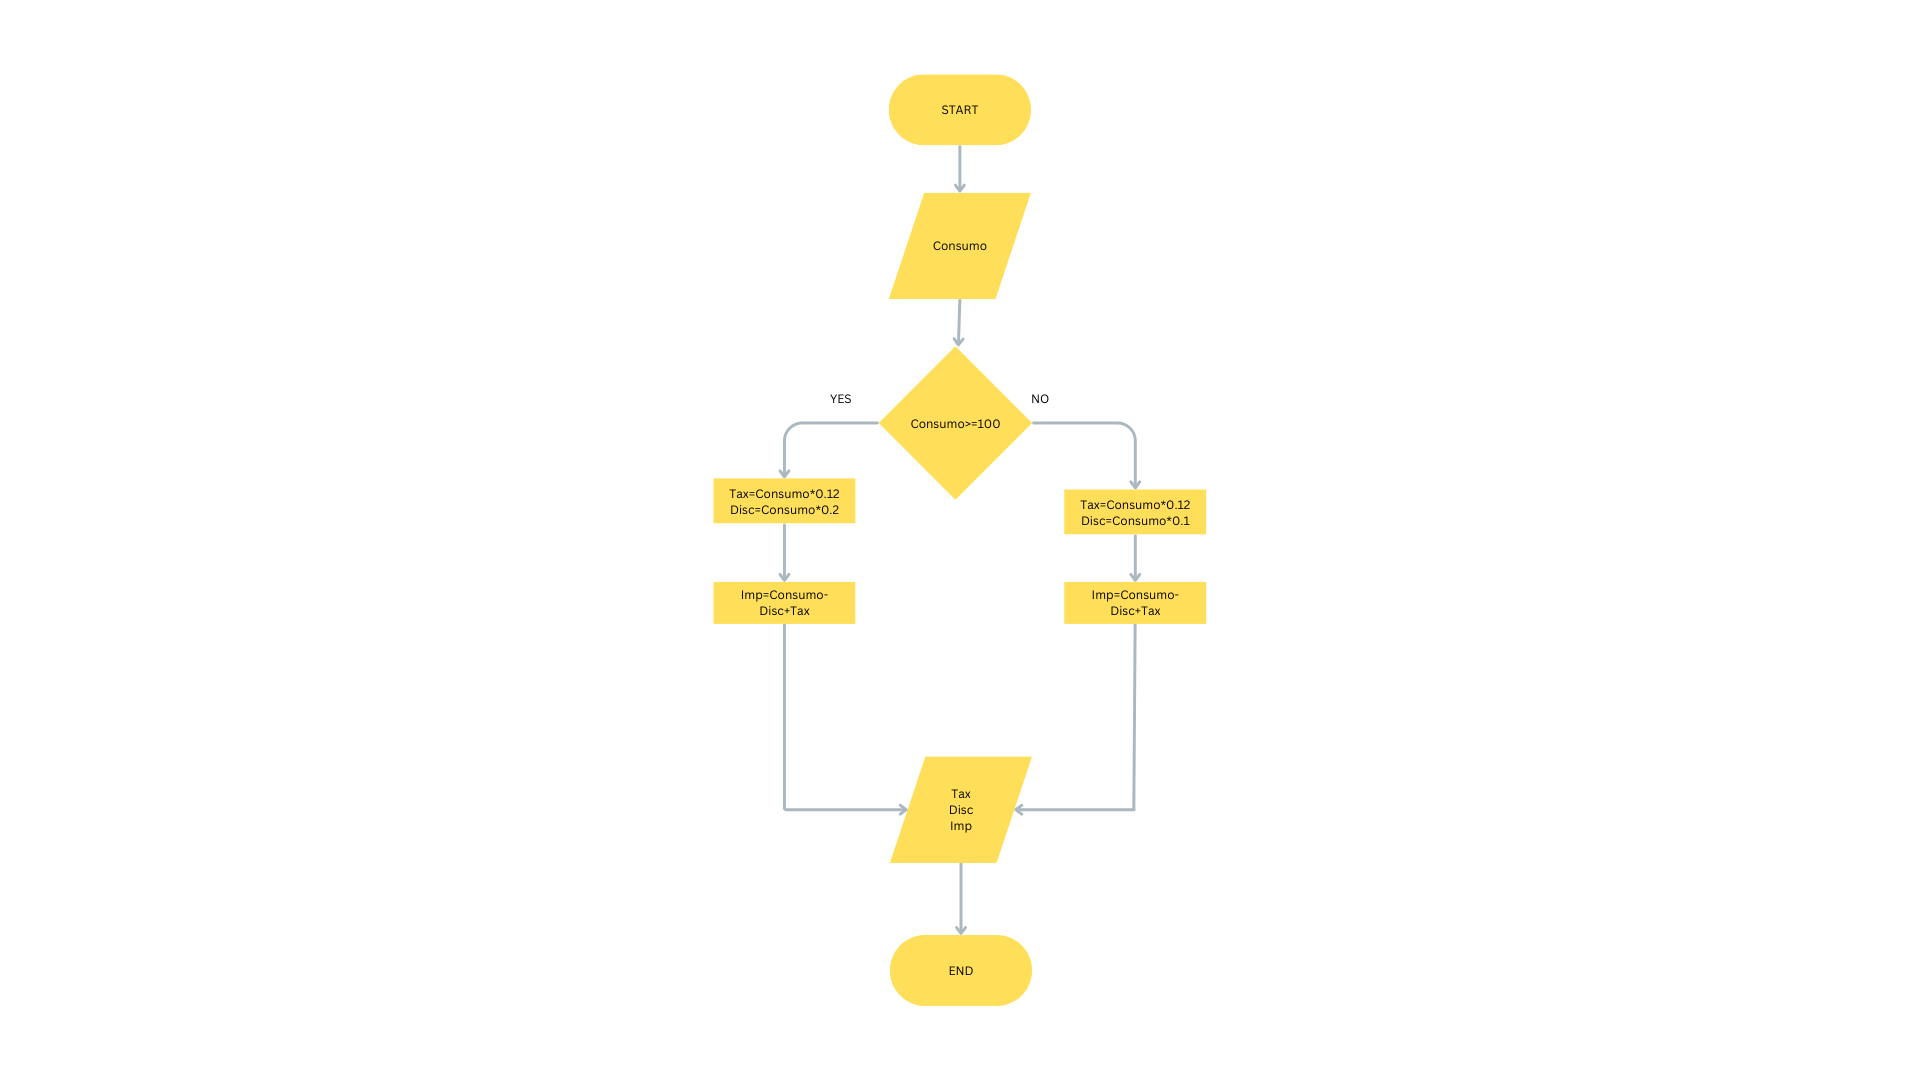 START
Consumo
YES
NO
Consumo>=100
Tax=Consumo*0.12
Disc=Consumo*0.2
Tax=Consumo*0.12
Disc=Consumo*0.1
Imp=Consumo-
Disc+Tax
Imp=Consumo-
Disc+Tax
Tax
Disc
Imp
END